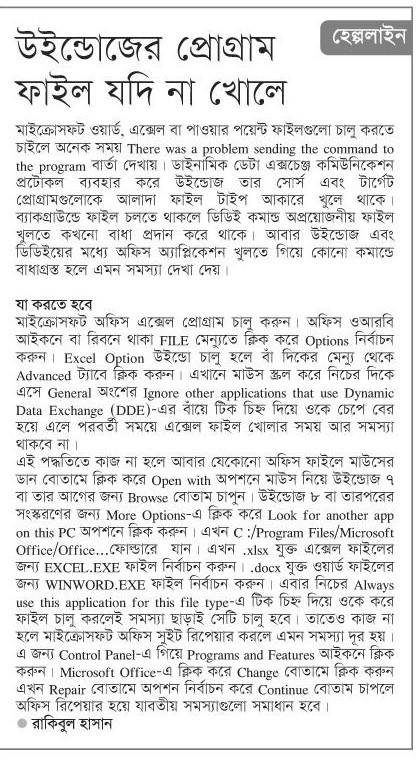 হেল্পলাইন
উইন্ডোজের প্রোগ্রাম
ফাইল যদি না খোলে
মাইক্রোসফট ওয়ার্ড, এক্সেল বা পাওয়ার পয়েন্ট ফাইলগুলো চালু করতে
চাইলে অনেক সময় There was a problem sending the command to
the program বার্তা দেখায়। ডাইনামিক ডেটা এক্সচেঞ্জ কমিউনিকেশন
প্রটোকল ব্যবহার করে উইন্ডোজ তার সোর্স এবং টার্গেট
প্রোগ্রামগুলোকে আলাদা ফাইল টাইপ আকারে খুলে থাকে।
ব্যাকগ্রাউন্ডে ফাইল চলতে থাকলে ডিডিই কমান্ড অপ্রয়োজনীয় ফাইল
খুলতে কখনো বাধা প্রদান করে থাকে। আবার উইন্ডোজ এবং
ডিডিইয়ের মধ্যে অফিস অ্যাপ্লিকেশন খুলতে গিয়ে কোনো কমান্ডে
বাধাগ্রস্ত হলে এমন সমস্যা দেখা দেয়।
যা করতে হবে
মাইক্রোসফট অফিস এক্সেল প্রোগ্রাম চালু করুন। অফিস ওআরবি
আইকনে বা রিবনে থাকা FILE মেন্যুতে ক্লিক করে Options নির্বাচন
করুন। Excel Option উইন্ডো চালু হলে বাঁ দিকের মেন্যু থেকে
Advanced ট্যাবে ক্লিক করুন। এখানে মাউস স্ক্রল করে নিচের দিকে
এসে General অংশের Ignore other applications that use Dynamic
Data Exchange (DDE)-এর বাঁয়ে টিক চিহ্ন দিয়ে ওকে চেপে বের
হয়ে এলে পরবর্তী সময়ে এক্সেল ফাইল খোলার সময় আর সমস্যা
থাকবে না।
এই পদ্ধতিতে কাজ না হলে আবার যেকোনো অফিস ফাইলে মাউসের
ডান বোতামে ক্লিক করে Open with অপশনে মাউস নিয়ে উইন্ডোজ ৭
বা তার আগের জন্য Browse বোতাম চাপুন। উইন্ডোজ ৮ বা তারপরের
সংস্করণের জন্য More Options-এ ক্লিক করে Look for another app
on this PC অপশনে ক্লিক করুন। এখন C :/Program Files/Microsoft
Office/Office...ফোল্ডারে যান। এখন .xlsx যুক্ত এক্সেল ফাইলের
জন্য EXCEL.EXE ফাইল নির্বাচন করুন। .docx যুক্ত ওয়ার্ড ফাইলের
জন্য WINWORD.EXE ফাইল নির্বাচন করুন। এবার নিচের Always
use this application for this file type-এ টিক চিহ্ন দিয়ে ওকে করে
ফাইল চালু করলেই সমস্যা ছাড়াই সেটি চালু হবে। তাতেও কাজ না
হলে মাইক্রোসফট অফিস সুইট রিপেয়ার করলে এমন সমস্যা দূর হয়।
এ জন্য Control Panel-এ গিয়ে Programs and Features আইকনে ক্লিক
করুন। Microsoft Office-এ ক্লিক করে Change বোতামে ক্লিক করুন
এখন Repair বোতামে অপশন নির্বাচন করে Continue বোতাম চাপলে
অফিস রিপেয়ার হয়ে যাবতীয় সমস্যাগুলো সমাধান হবে।
● রাকিবুল হাসান